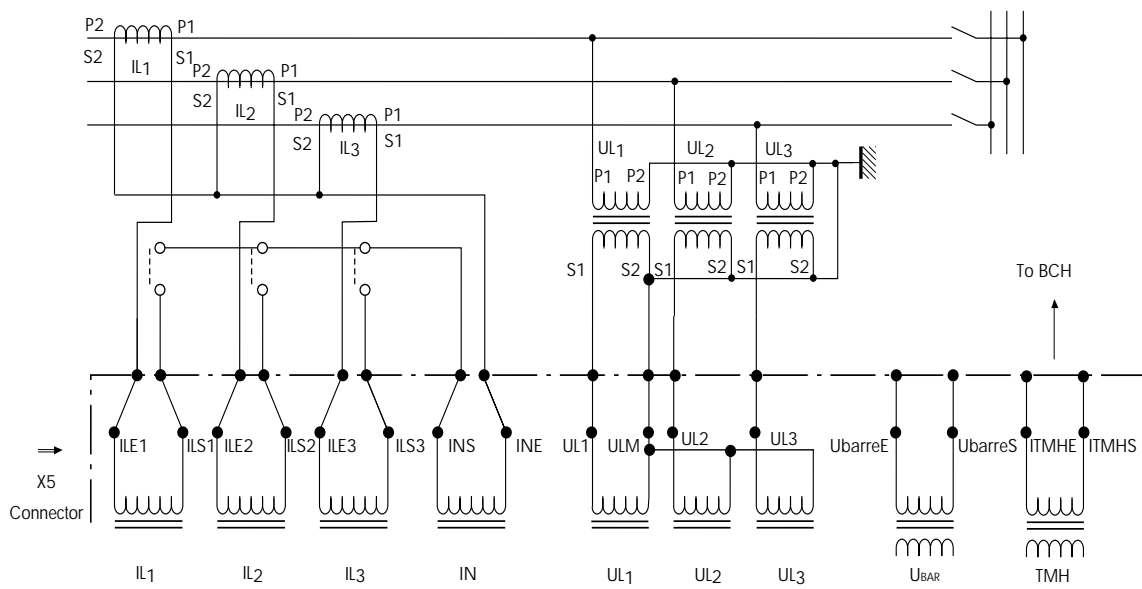 P2 P1
S2 S1
IL1
P2 P1
S2 S1
IL2
P2 P1
S2 S1
IL3
UL1 UL2 UL3
P1 P2 P1 P2 P1 P2
S1 S2 S1 S2 S1 S2
To BCH
ILE1 ILS1 ILE2 ILS2 ILE3 ILS3 INS INE UL1 ULM UL2 UL3 UbarreE UbarreS ITMHE ITMHS
X5
Connector
IL1 IL2 IL3 IN UL1 UL2 UL3 UBAR TMH